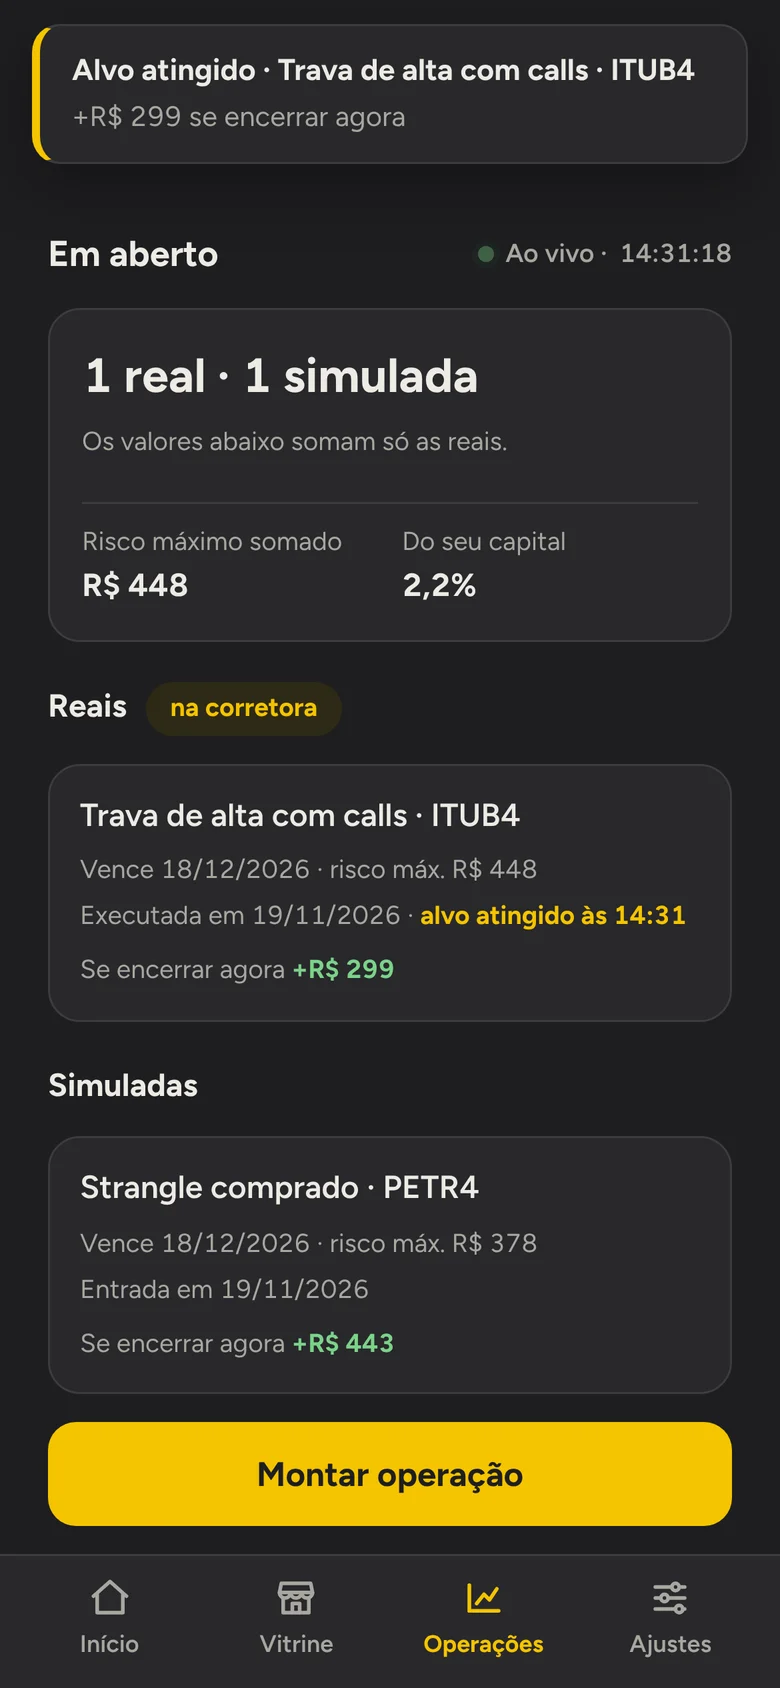 Alvo atingido · Trava de alta com calls · ITUB4
+R$ 299 se encerrar agora
Em aberto
Ao vivo · 14:31:18
1 real · 1 simulada
Os valores abaixo somam só as reais.
Risco máximo somado
Do seu capital
R$ 448
2,2%
Reais
na corretora
Trava de alta com calls · ITUB4
Vence 18/12/2026 · risco máx. R$ 448
Executada em 19/11/2026 · alvo atingido às 14:31
Se encerrar agora +R$ 299
Simuladas
Strangle comprado · PETR4
Vence 18/12/2026 · risco máx. R$ 378
Entrada em 19/11/2026
Se encerrar agora +R$ 443
Montar operação
Início
Vitrine
Operações
Ajustes